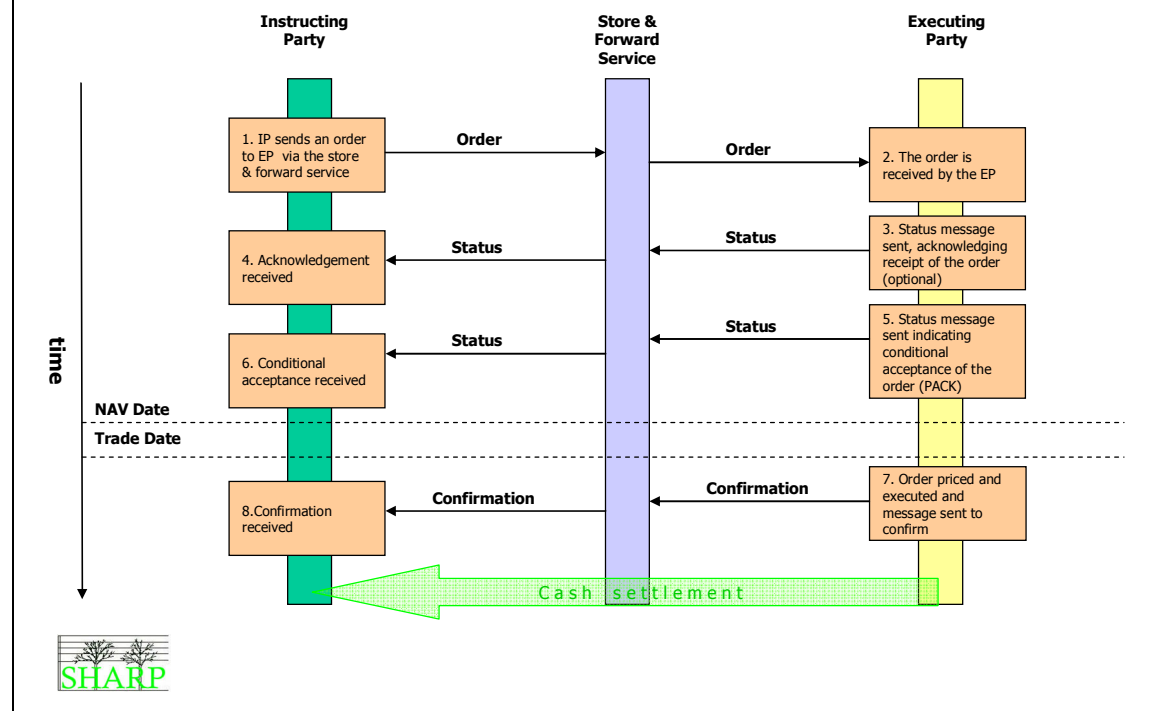 Instructing
Party
Store &
Forward
Service
Executing
Party
1. IP sends an order
to EP via the store
& forward service
Order
Order
2. The order is
received by the EP
3. Status message
sent, acknowledging
receipt of the order
(optional)
Status
Status
4. Acknowledgement
received
5. Status message
sent indicating
conditional
acceptance of the
order (PACK)
Status
Status
6. Conditional
acceptance received
time
NAV Date
Trade Date
7. Order priced and
executed and
message sent to
confirm
Confirmation
Confirmation
8.Confirmation
received
Cash settlement
SHARP